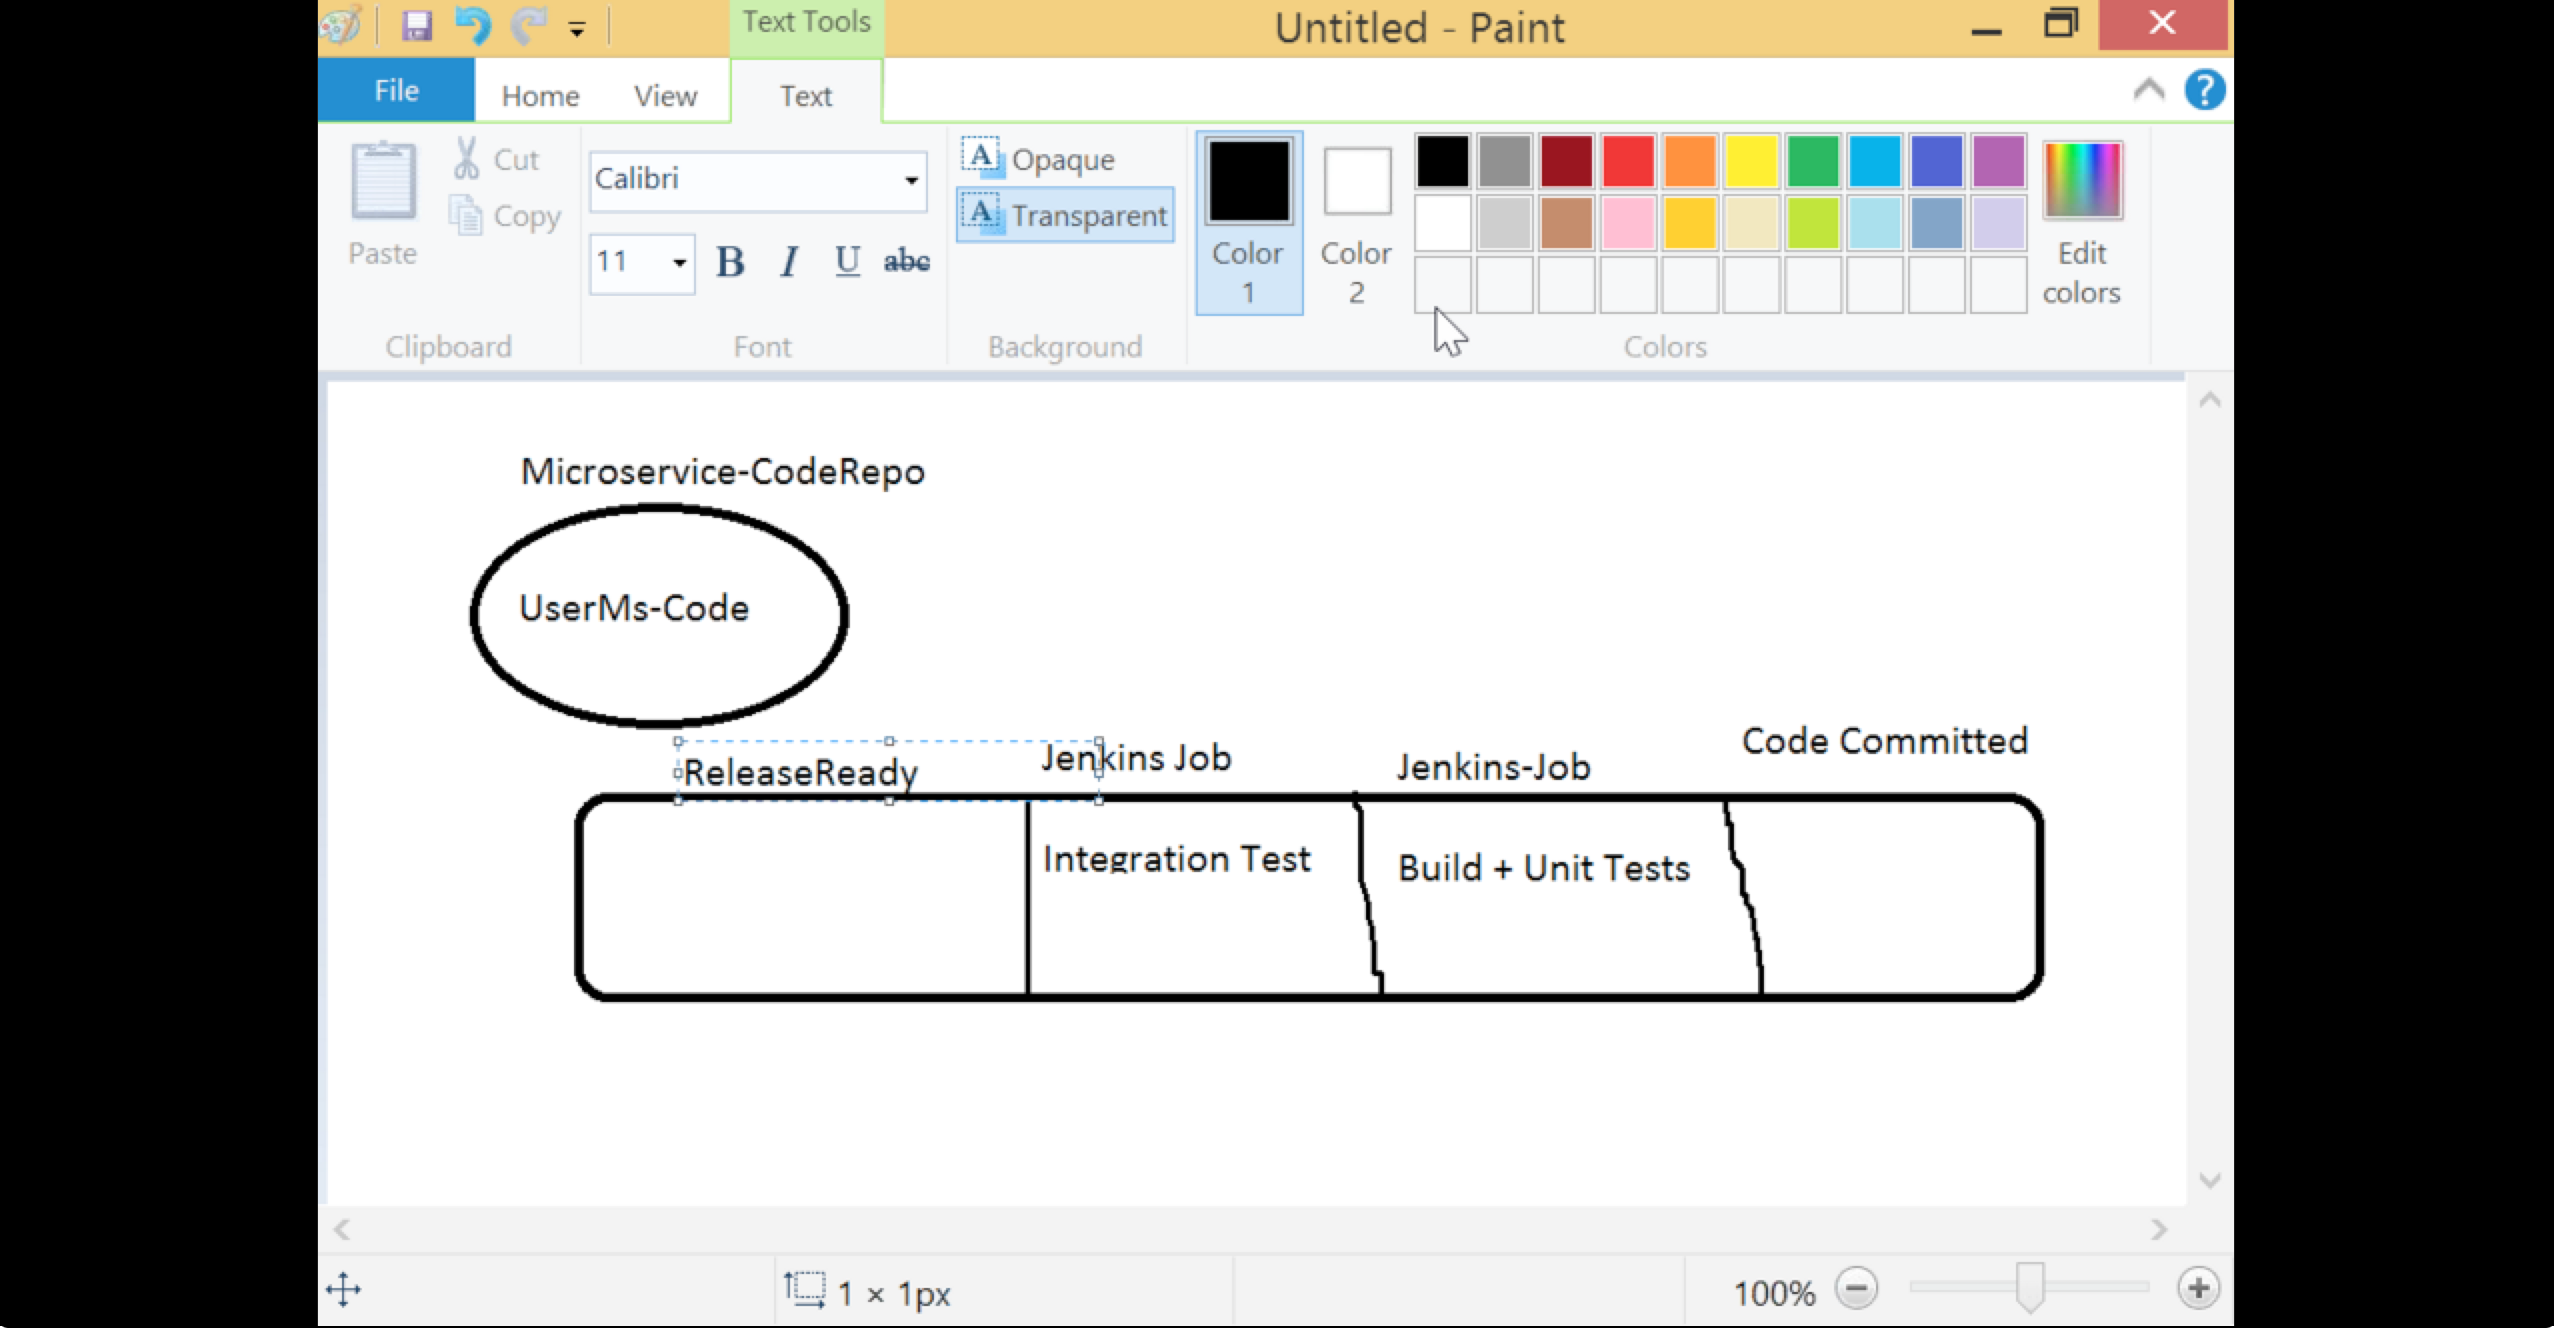 Text Tools
Untitled - Paint
File
Home
View
Text
Paste
Cut
Copy
Clipboard
Calibri
11
B I U abc
Font
A Opaque
A Transparent
Background
Color 1
Color 2
Edit colors
Colors
Microservice-CodeRepo
UserMs-Code
ReleaseReady
Jenkins Job
Jenkins-Job
Code Committed
Integration Test
Build + Unit Tests
1 × 1px
100%